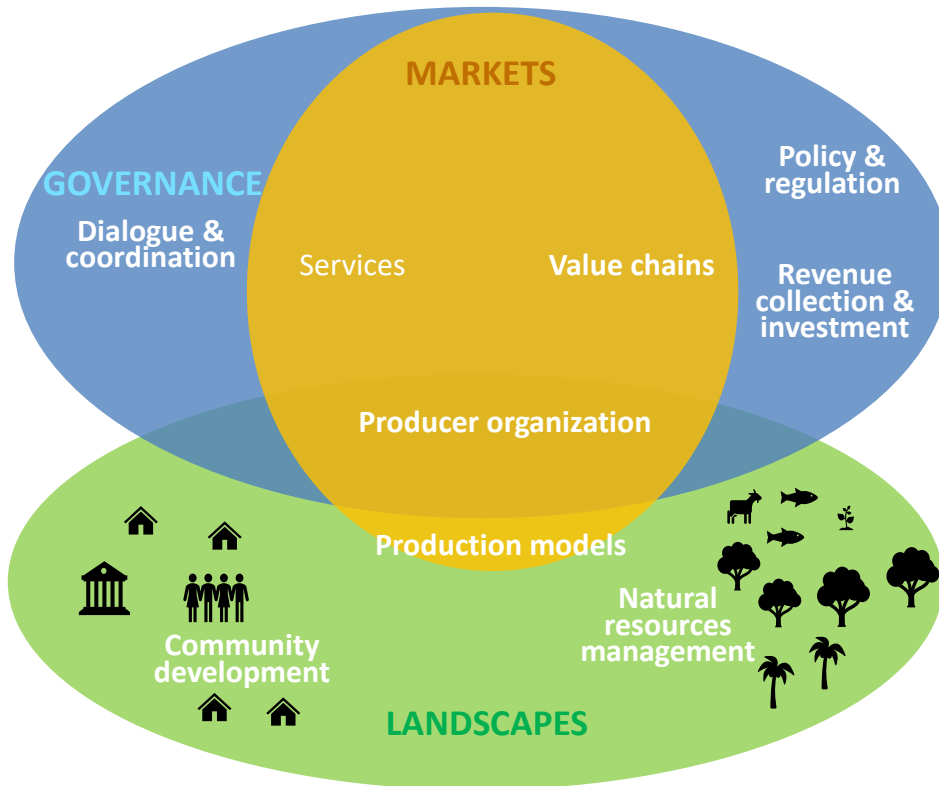 MARKETS
Policy &
regulation
GOVERNANCE
Dialogue &
coordination
Services
Value chains
Revenue
collection &
investment
Producer organization
Production models
Natural
resources
management
Community
development
LANDSCAPES